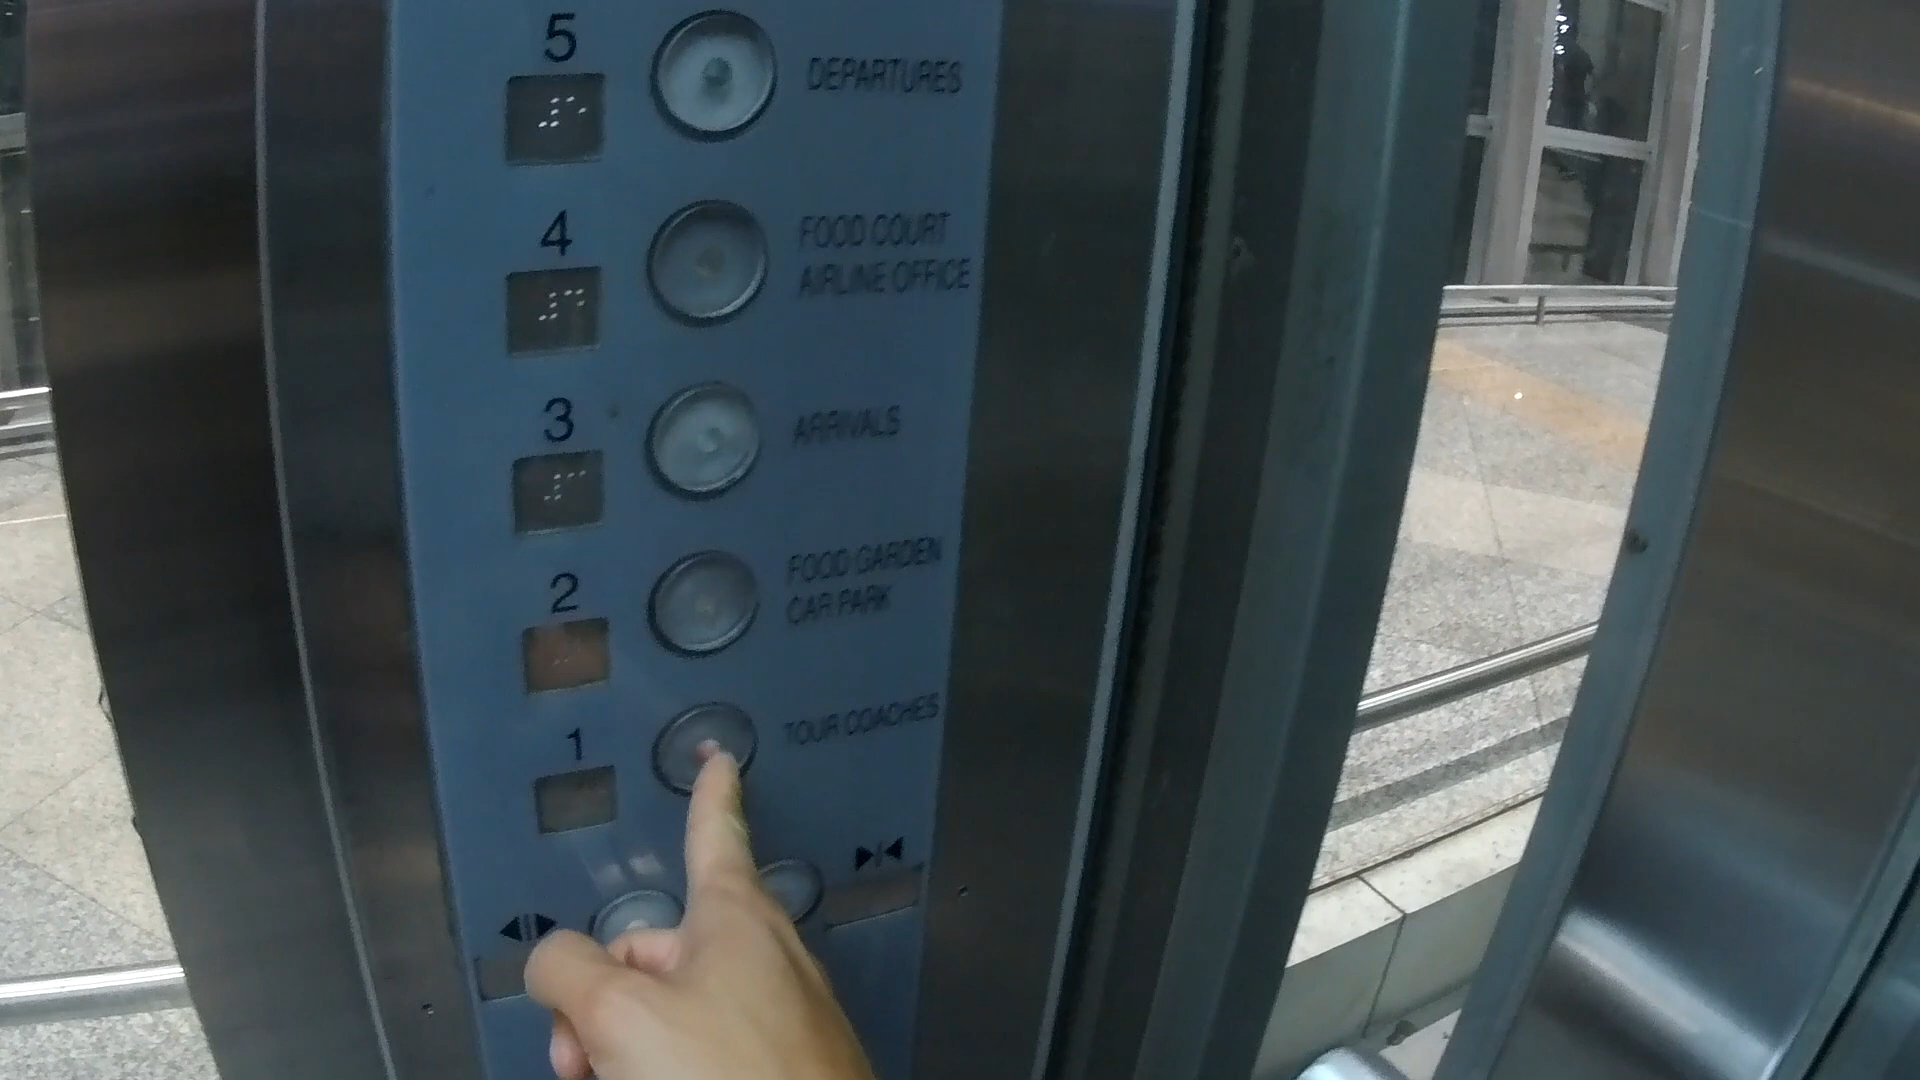 5
DEPARTURES
4
FOOD COURT
AIRLINE OFFICE
3
ARRIVALS
2
FOOD GARDEN
CAR PARK
1
TOUR COACHES